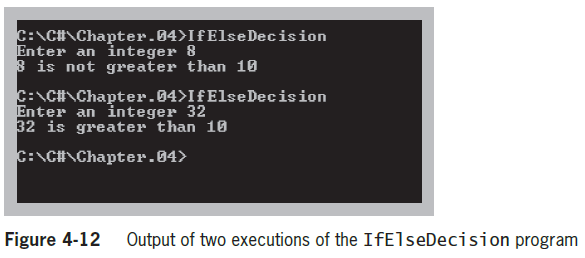 C:\C#\Chapter.04>IfElseDecision
Enter an integer 8
8 is not greater than 10
C:\C#\Chapter.04>IfElseDecision
Enter an integer 32
32 is greater than 10
C:\C#\Chapter.04>
Figure 4-12 Output of two executions of the IfElseDecision program